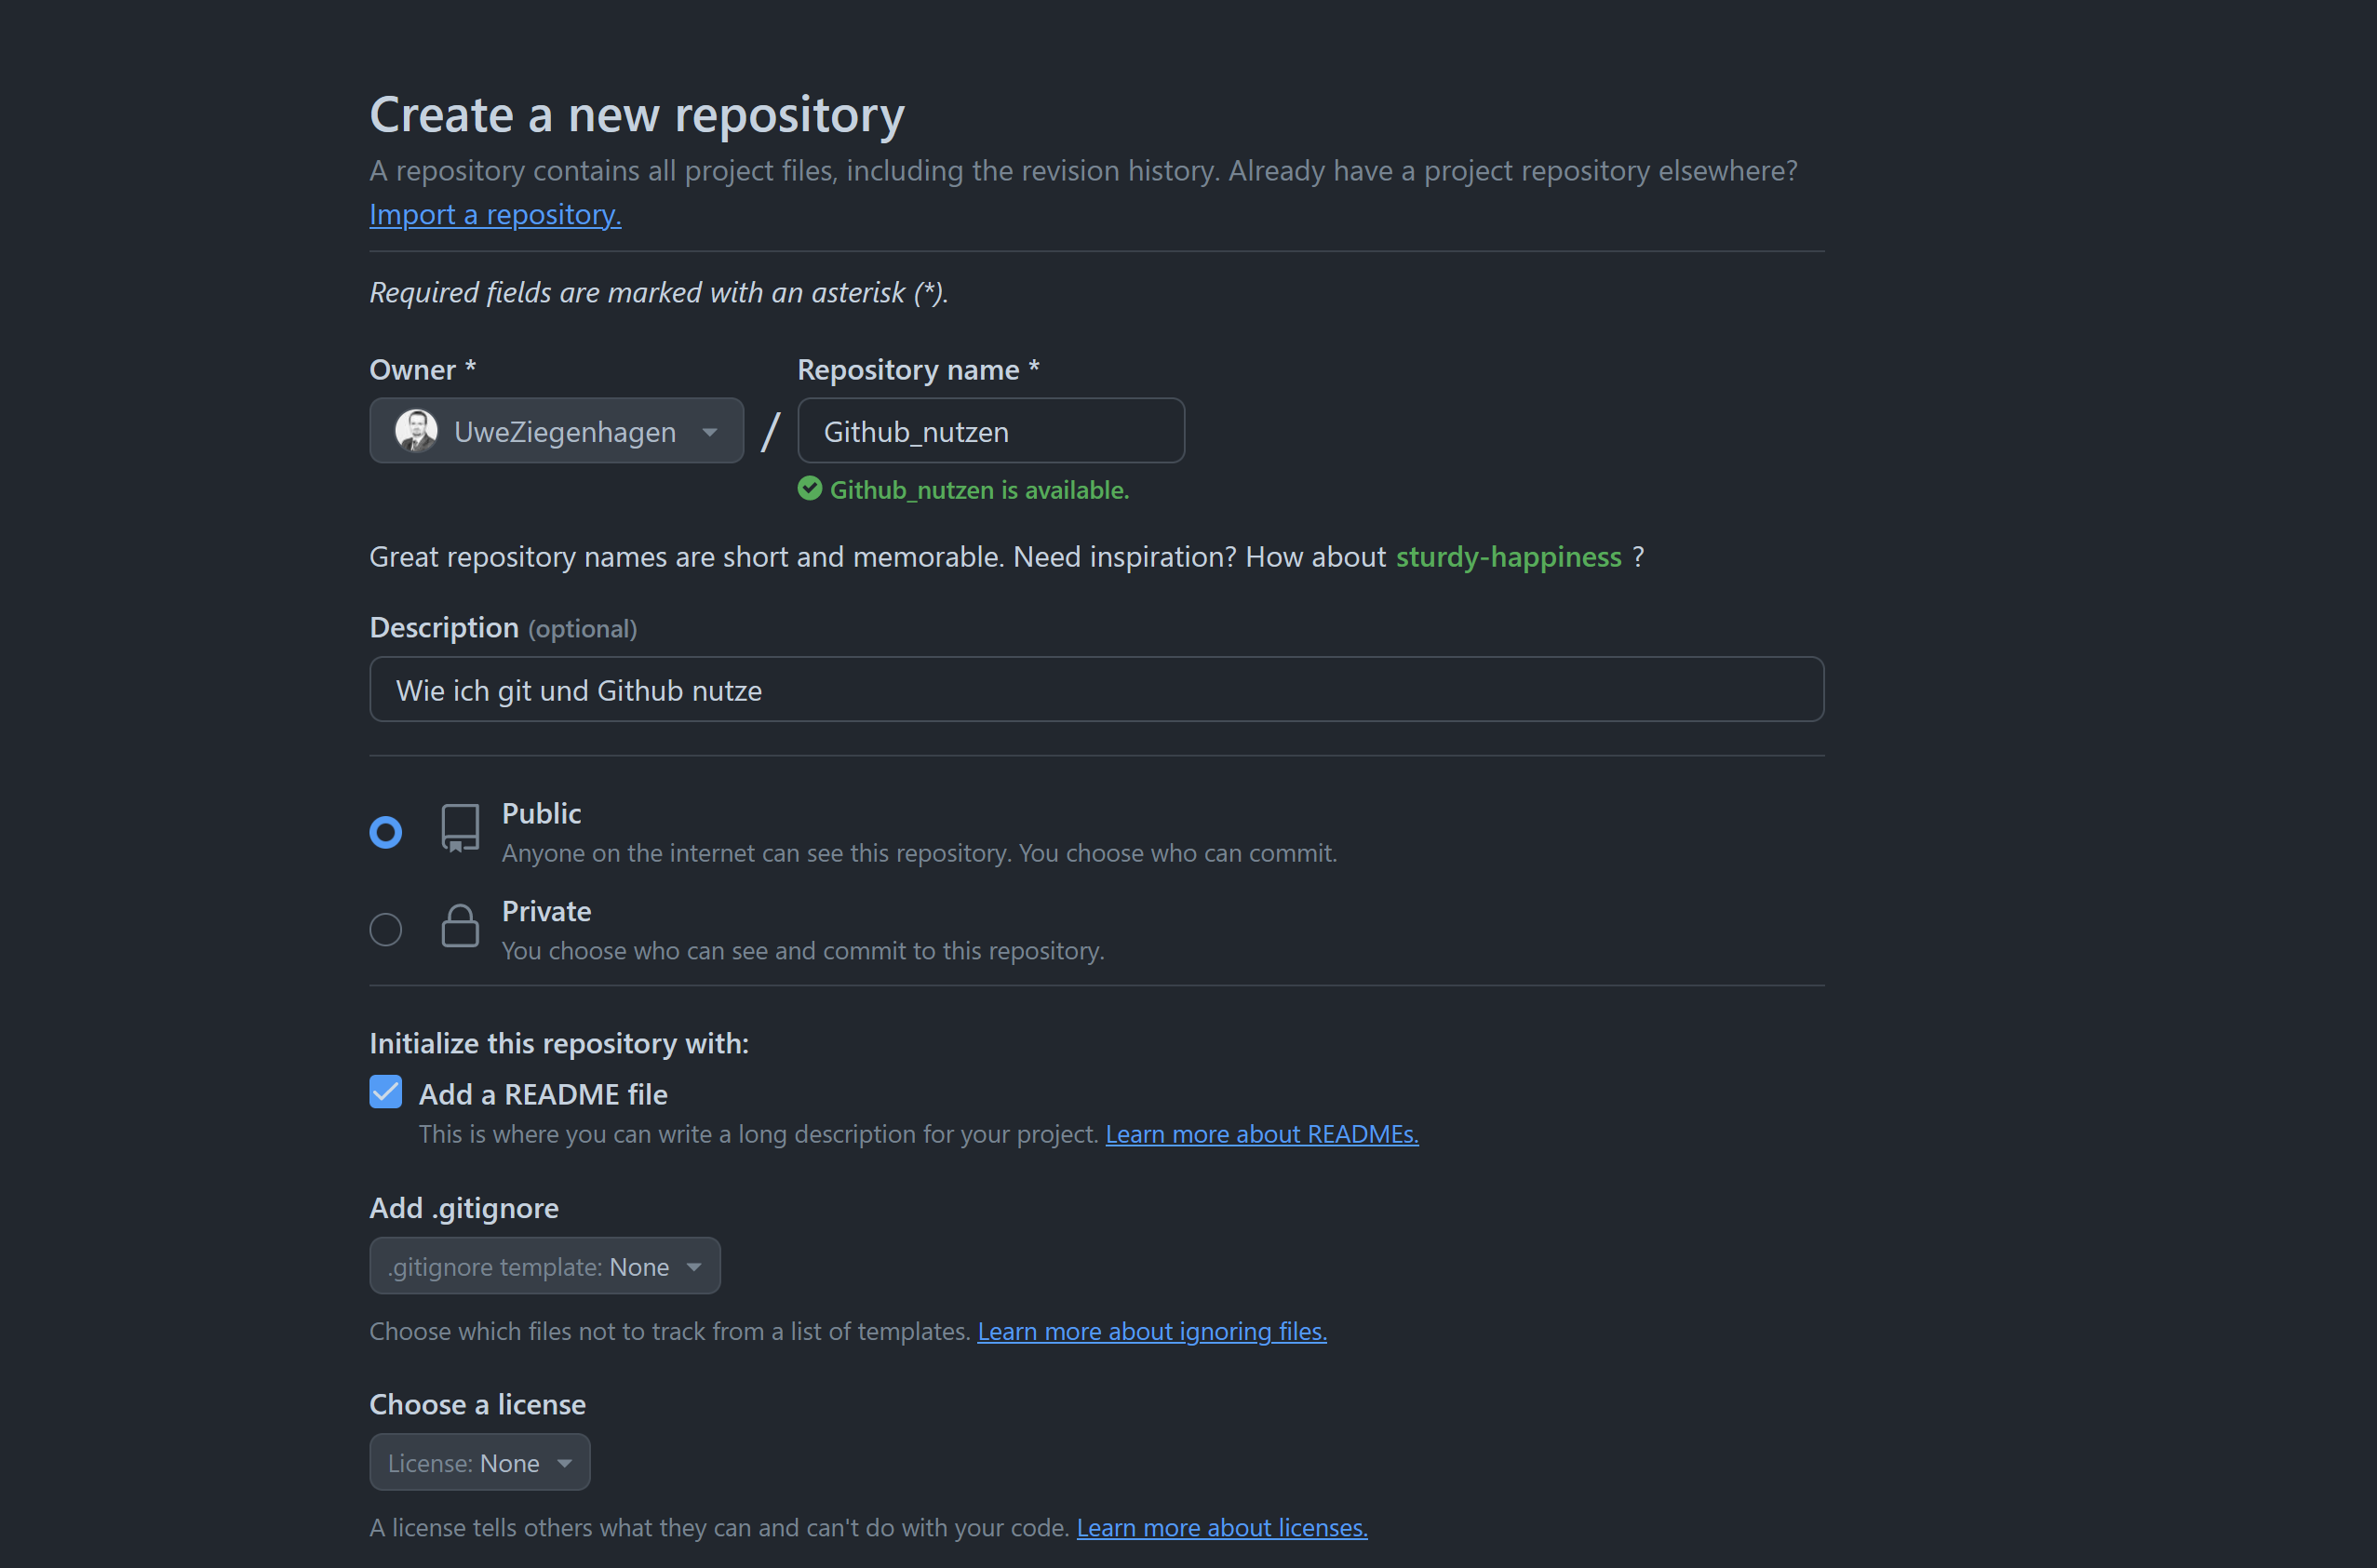 Create a new repository
A repository contains all project files, including the revision history. Already have a project repository elsewhere?
Import a repository.
Required fields are marked with an asterisk (*).
Owner *
Repository name *
UweZiegenhagen
/
Github_nutzen
Github_nutzen is available.
Great repository names are short and memorable. Need inspiration? How about sturdy-happiness ?
Description (optional)
Wie ich git und Github nutze
Public
Anyone on the internet can see this repository. You choose who can commit.
Private
You choose who can see and commit to this repository.
Initialize this repository with:
Add a README file
This is where you can write a long description for your project. Learn more about READMEs.
Add .gitignore
.gitignore template: None
Choose which files not to track from a list of templates. Learn more about ignoring files.
Choose a license
License: None
A license tells others what they can and can't do with your code. Learn more about licenses.